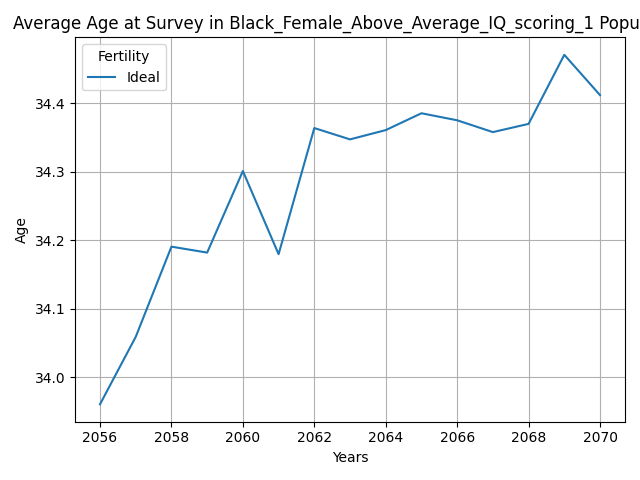 Average Age at Survey in Black_Female_Above_Average_IQ_scoring_1 Popu
Fertility
Ideal
34.4
34.3
34.2
34.1
34.0
Age
2056 2058 2060 2062 2064 2066 2068 2070
Years